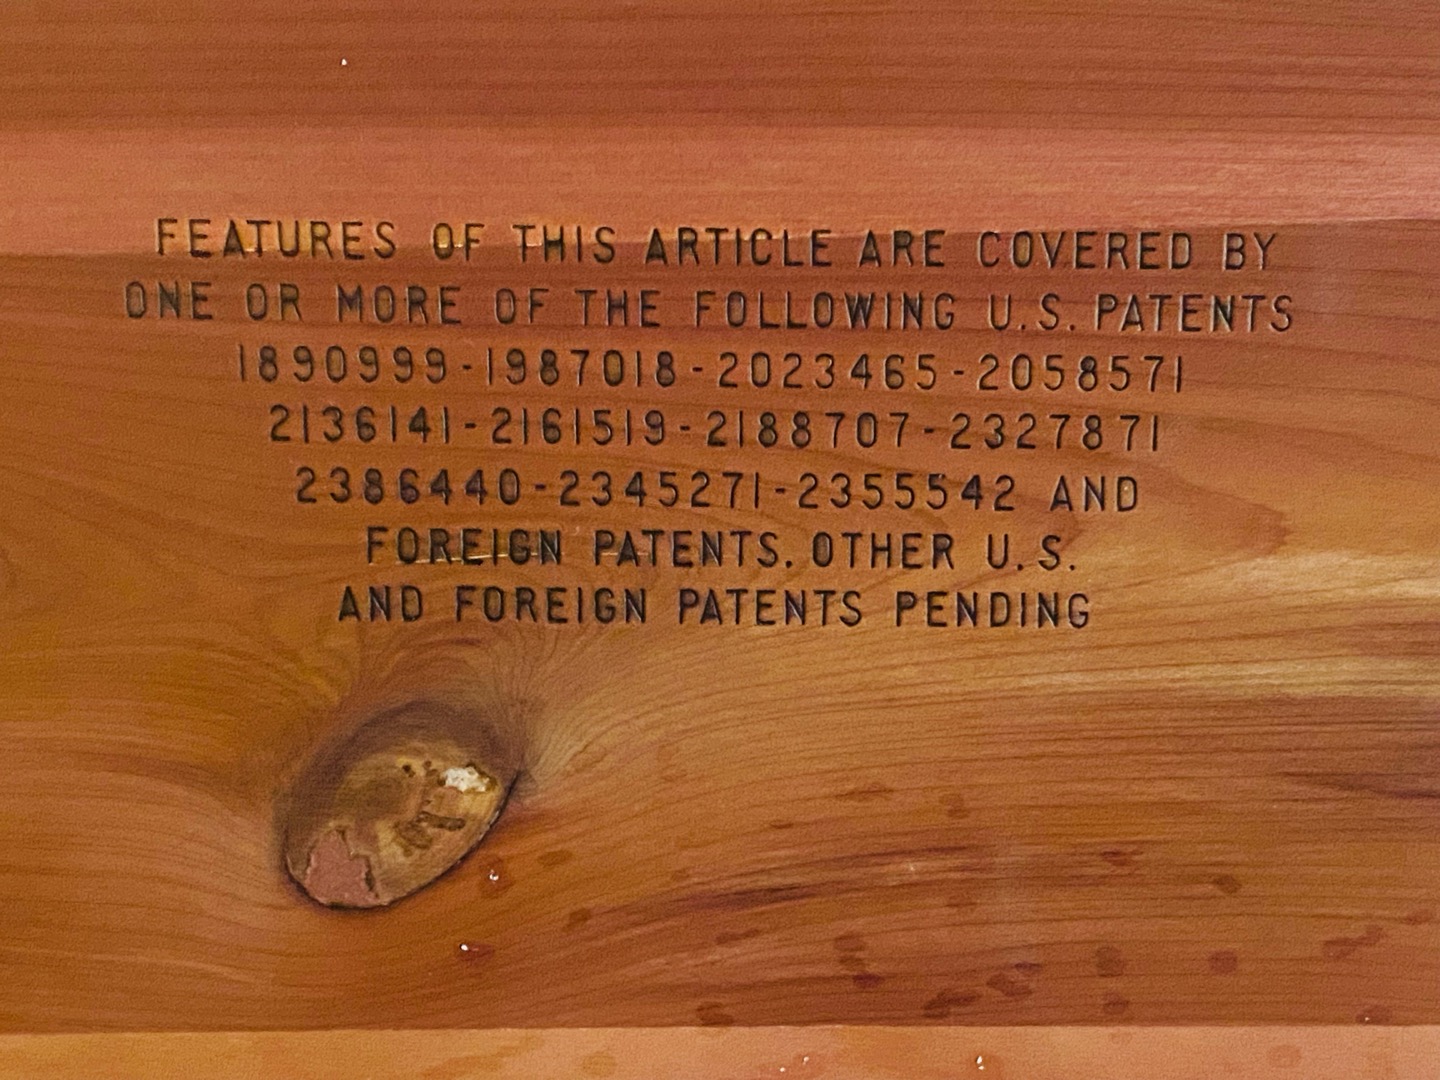 FEATURES OF THIS ARTICLE ARE COVERED BY
ONE OR MORE OF THE FOLLOWING U.S. PATENTS
1890999-1987018-2023465-2058571
2136141-2161519-2188707-2327871
2386440-2345271-2355542 AND
FOREIGN PATENTS. OTHER U.S.
AND FOREIGN PATENTS PENDING